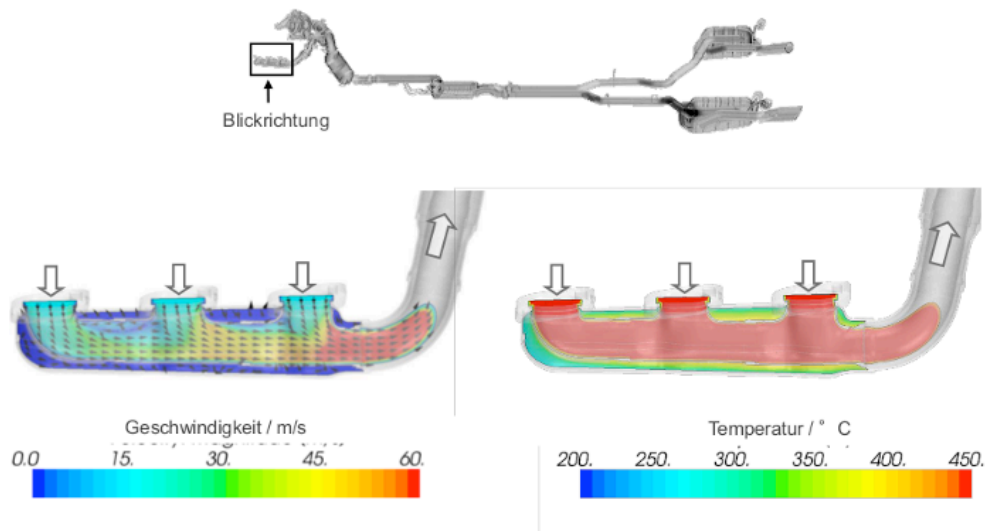 Blickrichtung
Geschwindigkeit / m/s
0.0 15. 30. 45. 60.
Temperatur / ° C
200. 250. 300. 350. 400. 450.